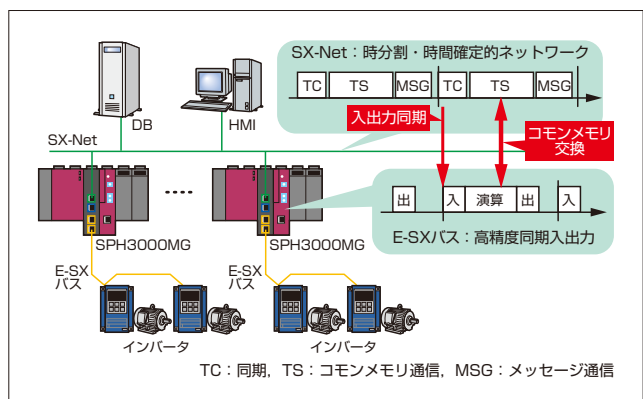 SX-Net：時分割・時間確定的ネットワーク
TC TS MSG TC TS MSG
DB
HMI
入出力同期
コモンメモリ
交換
SX-Net
出 入 演算 出 入
E-SXバス：高精度同期入出力
SPH3000MG
SPH3000MG
E-SX
バス
E-SX
バス
インバータ
インバータ
TC：同期，TS：コモンメモリ通信，MSG：メッセージ通信